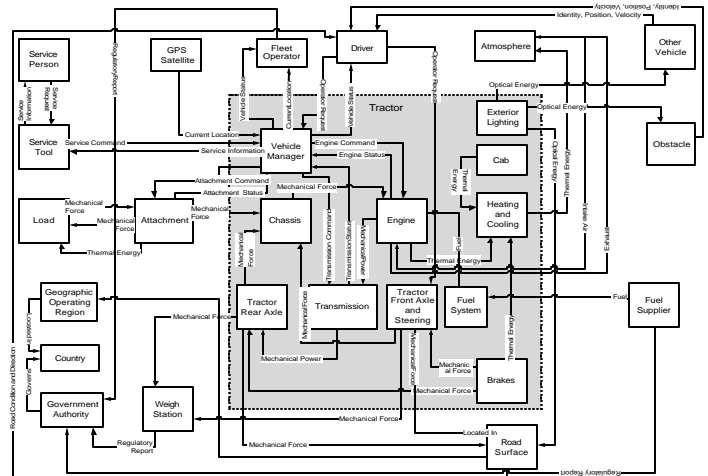 Identity, Position, Velocity
Identity, Position, Velocity
Service
Person
GPS
Satellite
Fleet
Operator
Driver
Atmosphere
Other
Vehicle
Regulatory Report
Service
Information
Service
Request
Vehicle Status
Current Location
Operator Request
Vehicle Status
Operator Request
Optical Energy
Tractor
Exterior
Lighting
Optical Energy
Obstacle
Service
Tool
Current Location
Service Command
Service Information
Vehicle
Manager
Engine Command
Engine Status
Cab
Optical Energy
Thermal Energy
Intake Air
Exhaust
Attachment Command
Attachment Status
Mechanical Force
Thermal
Energy
Load
Mechanical
Force
Mechanical
Force
Thermal Energy
Attachment
Mechanical
Force
Chassis
Transmission Command
Transmission Status
Engine
Mechanical Power
Fuel
Heating
and
Cooling
Thermal Energy
Mechanical
Force
Mechanical Force
Geographic
Operating
Region
Tractor
Rear Axle
Transmission
Tractor
Front Axle
and
Steering
Fuel
System
Fuel
Fuel
Supplier
Located In
Mechanical Force
Thermal Energy
Country
Mechanical Power
Mechanical Force
Mechanic
al Force
Brakes
Mechanical Force
Road Condition and Direction
Governs
Government
Authority
Weigh
Station
Mechanical Force
Regulatory
Report
Mechanical Force
Located In
Road
Surface
Regulatory Report